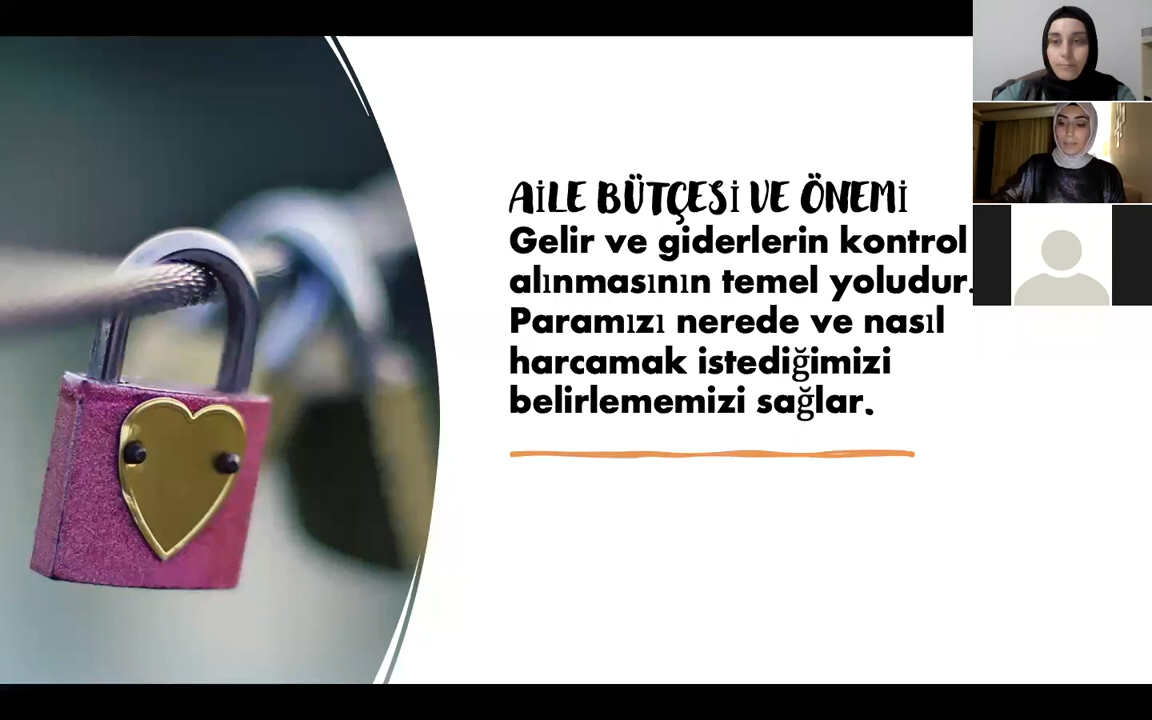 AİLE BÜTÇESİ VE ÖNEMİ
Gelir ve giderlerin kontrol
alınmasının temel yoludur.
Paramızı nerede ve nasıl
harcamak istediğimizi
belirlememizi sağlar.